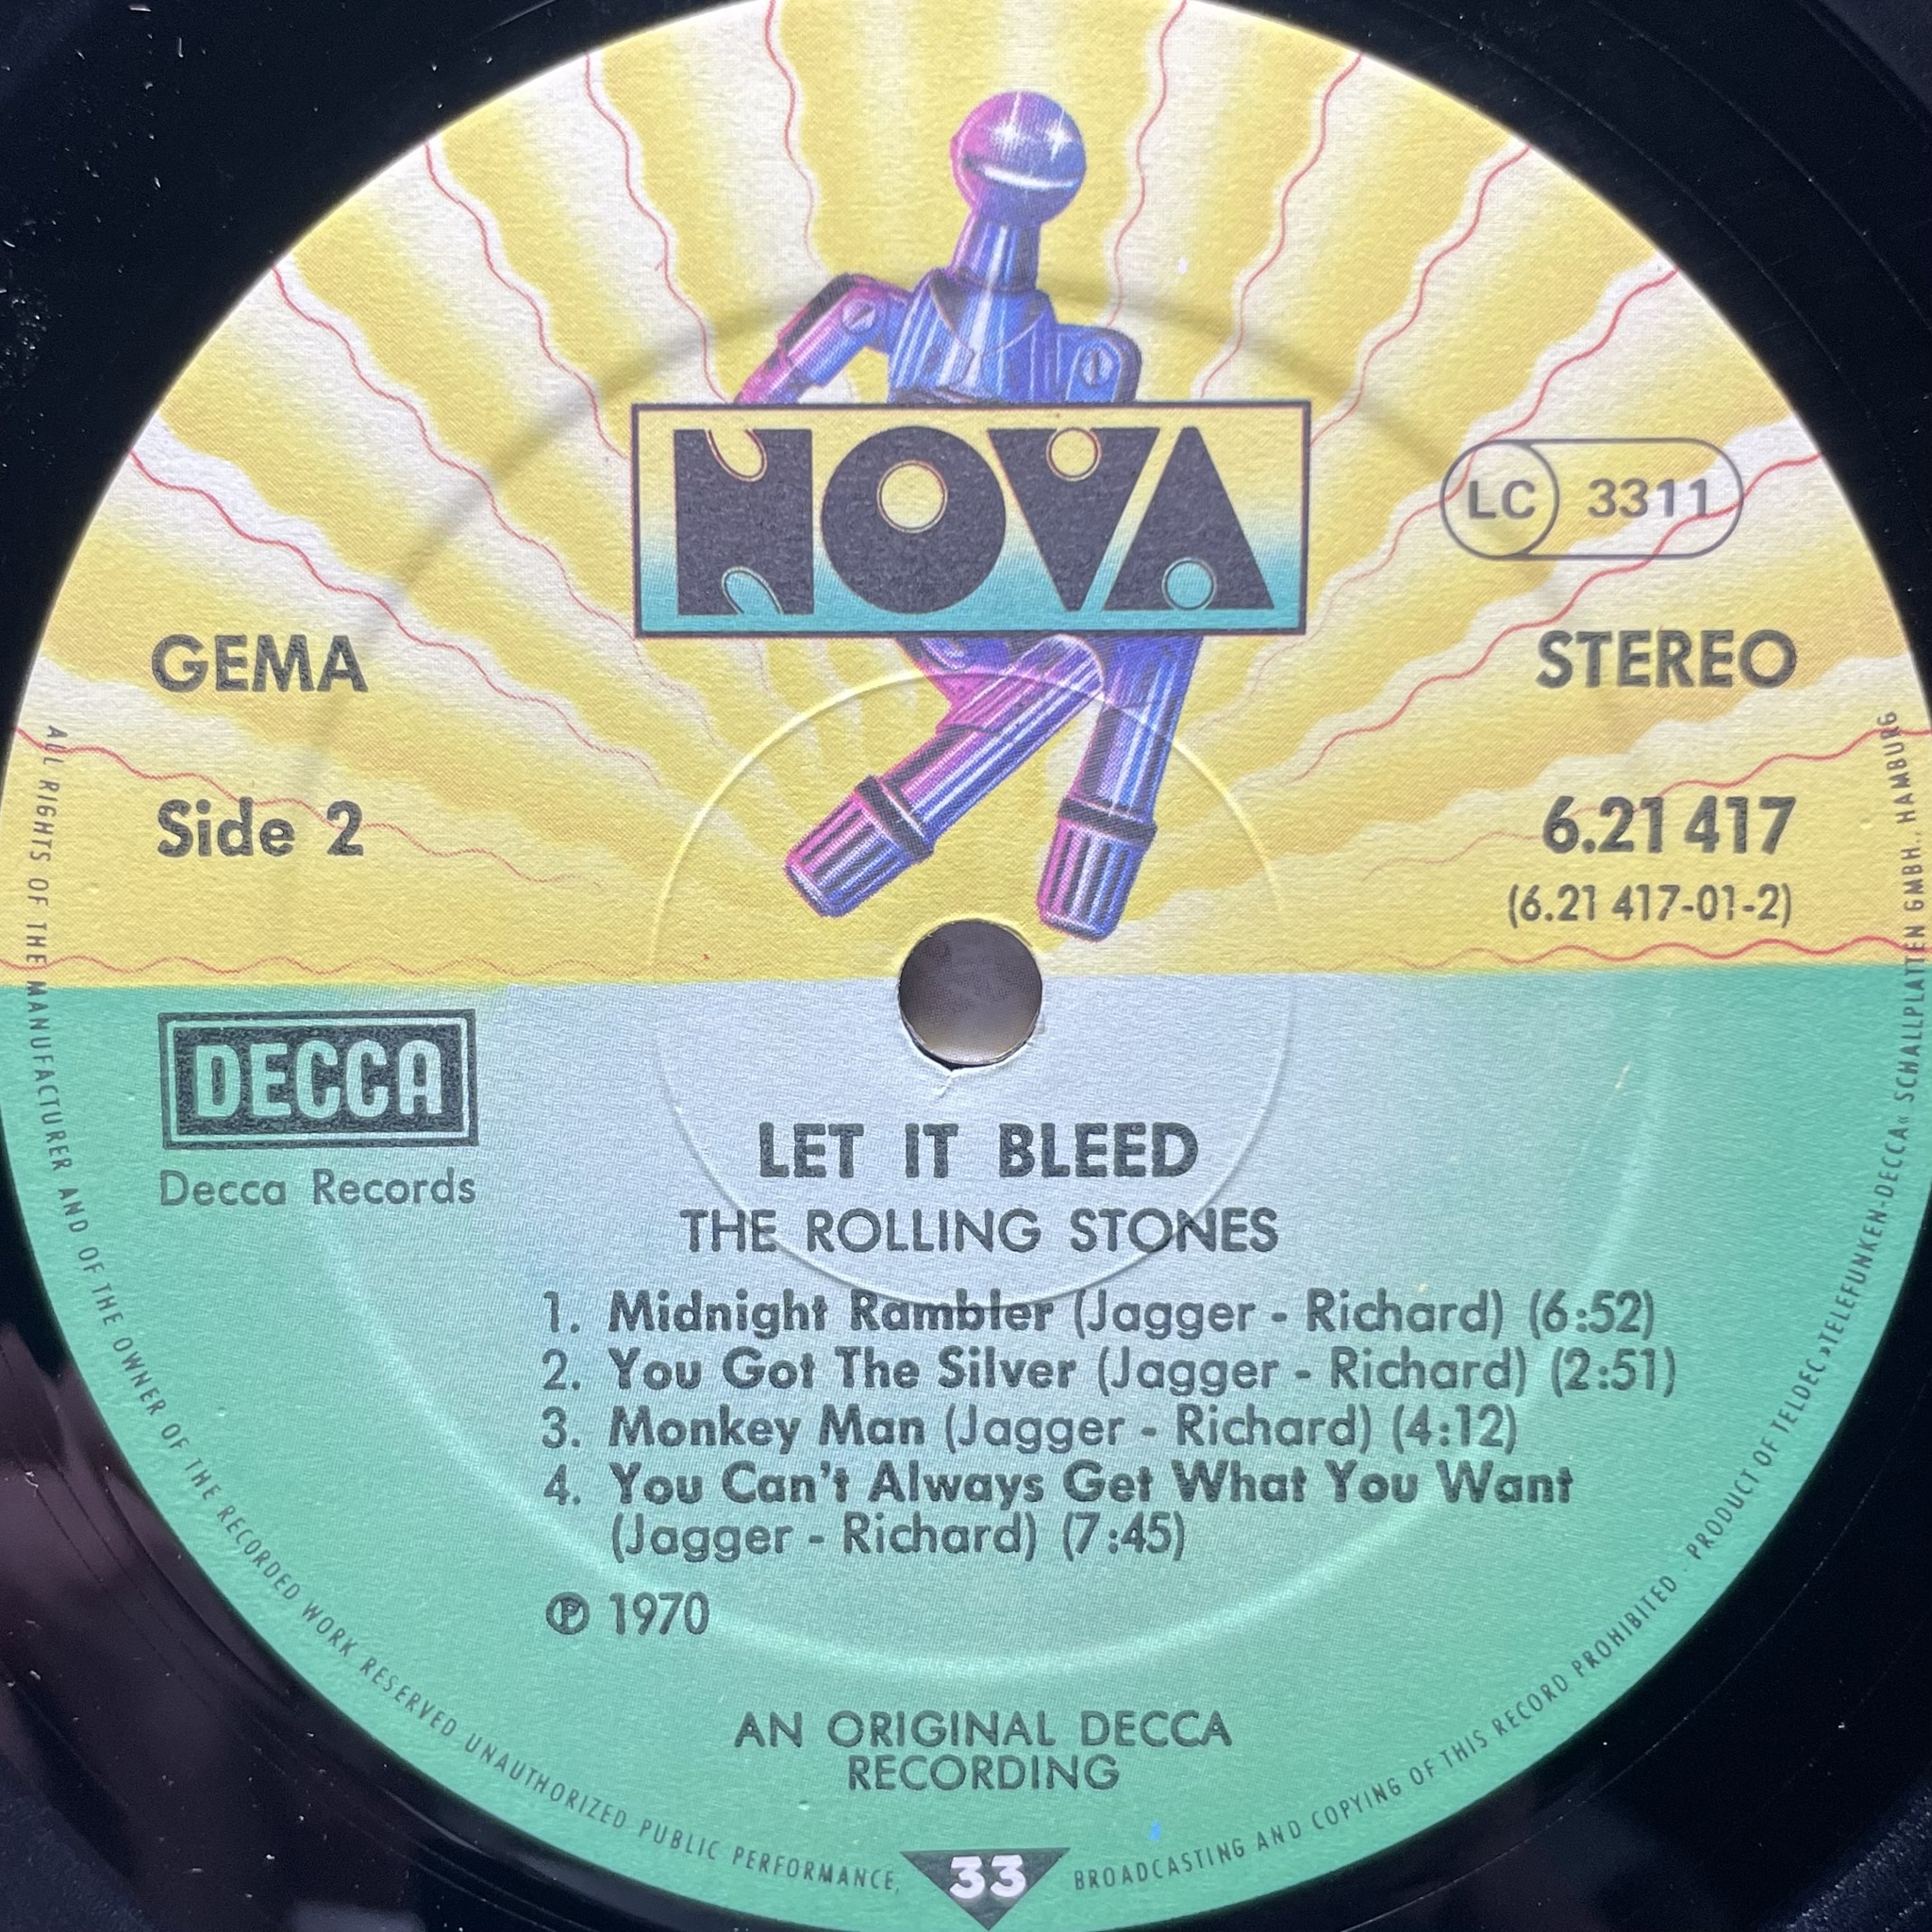 NOVA
LC 3311
GEMA
STEREO
Side 2
6.21 417
(6.21 417-01-2)
DECCA
Decca Records
LET IT BLEED
THE ROLLING STONES
1. Midnight Rambler (Jagger - Richard) (6:52)
2. You Got The Silver (Jagger - Richard) (2:51)
3. Monkey Man (Jagger - Richard) (4:12)
4. You Can't Always Get What You Want
(Jagger - Richard) (7:45)
℗ 1970
AN ORIGINAL DECCA
RECORDING
33
ALL RIGHTS OF THE MANUFACTURER AND OF THE OWNER OF THE RECORDED WORK RESERVED UNAUTHORIZED PUBLIC PERFORMANCE, BROADCASTING AND COPYING OF THIS RECORD PROHIBITED · PRODUCT OF TELDEC »TELEFUNKEN-DECCA« SCHALLPLATTEN GMBH., HAMBURG